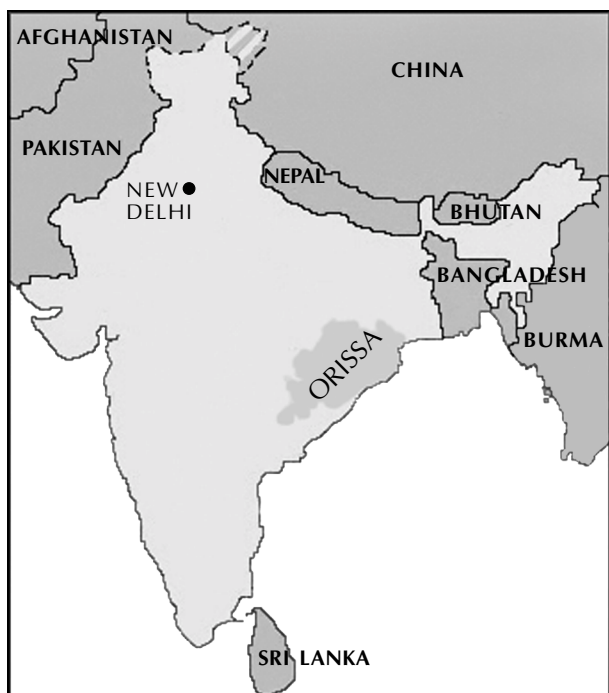 AFGHANISTAN
CHINA
PAKISTAN
NEPAL
NEW
DELHI
BHUTAN
BANGLADESH
BURMA
ORISSA
SRI LANKA